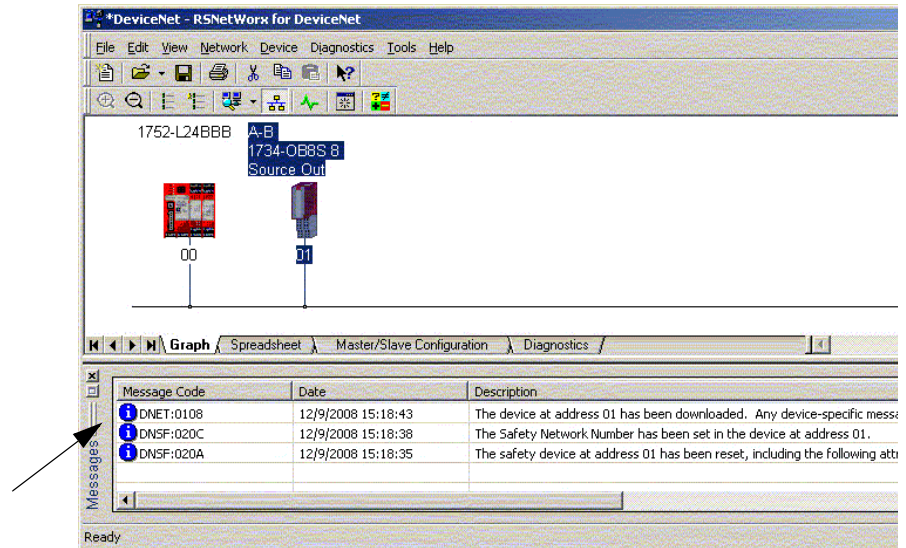 *DeviceNet - RSNetWorx for DeviceNet
File Edit View Network Device Diagnostics Tools Help
1752-L24BBB
A-B
1734-OB8S 8
Source Out
00
01
Graph Spreadsheet Master/Slave Configuration Diagnostics
Message Code Date Description
DNET:0108 12/9/2008 15:18:43 The device at address 01 has been downloaded. Any device-specific messa
DNSF:020C 12/9/2008 15:18:38 The Safety Network Number has been set in the device at address 01.
DNSF:020A 12/9/2008 15:18:35 The safety device at address 01 has been reset, including the following attr
Messages
Ready